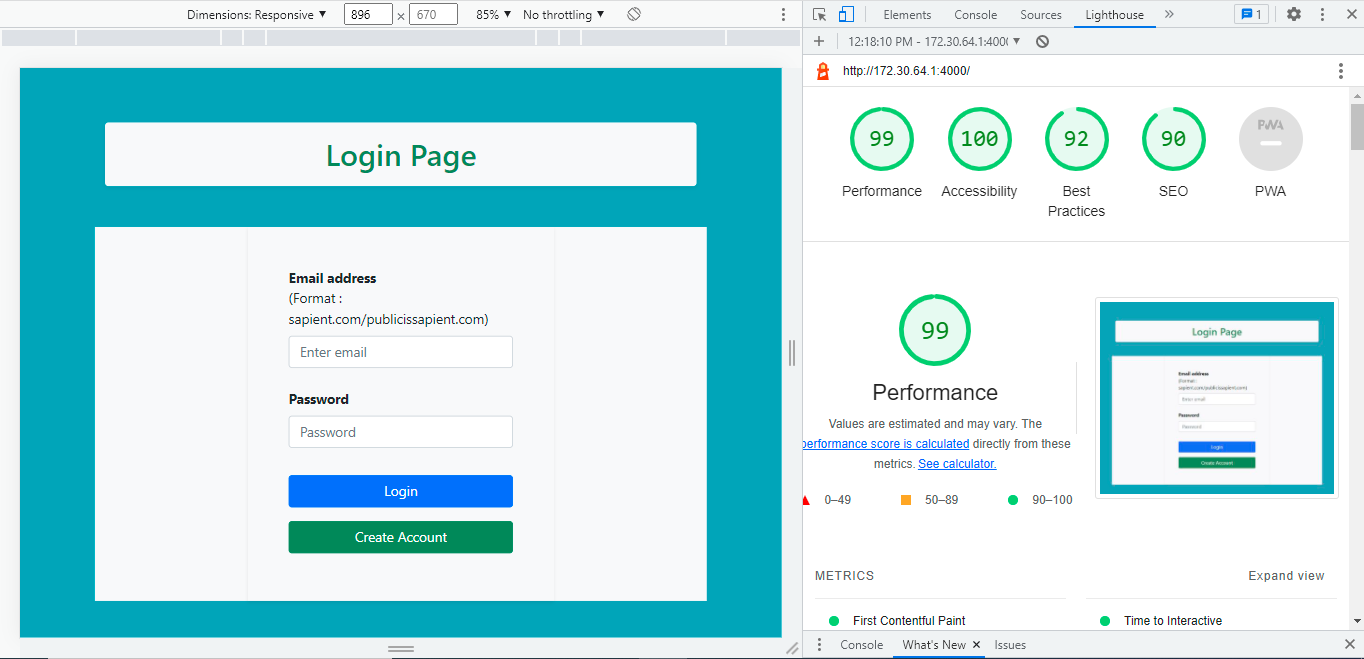 Dimensions: Responsive ▼ 896 × 670 85% ▼ No throttling ▼
Elements Console Sources Lighthouse » 1
12:18:10 PM - 172.30.64.1:4000 ▼
http://172.30.64.1:4000/
Login Page
Email address
(Format :
sapient.com/publicissapient.com)
Enter email
Password
Password
Login
Create Account
99 100 92 90 PWA
Performance Accessibility Best Practices SEO PWA
99
Performance
Values are estimated and may vary. The
performance score is calculated directly from these
metrics. See calculator.
0–49 50–89 90–100
Login Page
Email address
(Format :
sapient.com/publicissapient.com)
Enter email
Password
Password
Login
Create Account
METRICS Expand view
First Contentful Paint Time to Interactive
Console What's New × Issues